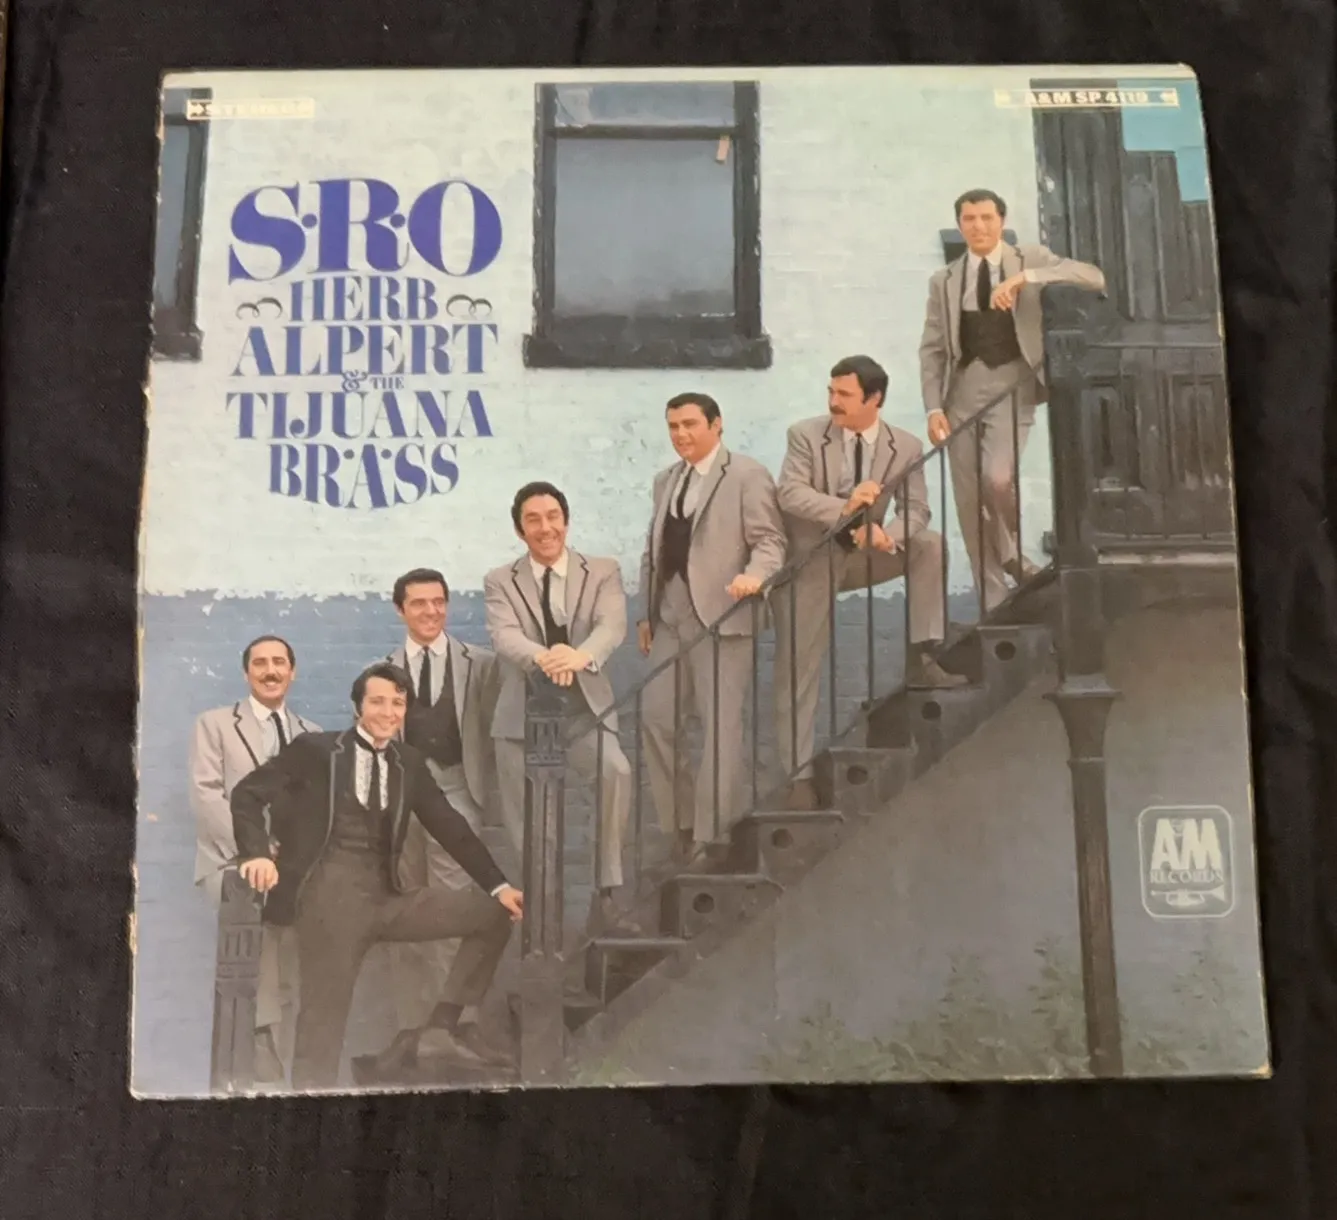 STEREO
A&M SP 4119
S·R·O
HERB
ALPERT
& THE
TIJUANA
BRASS
A&M
RECORDS